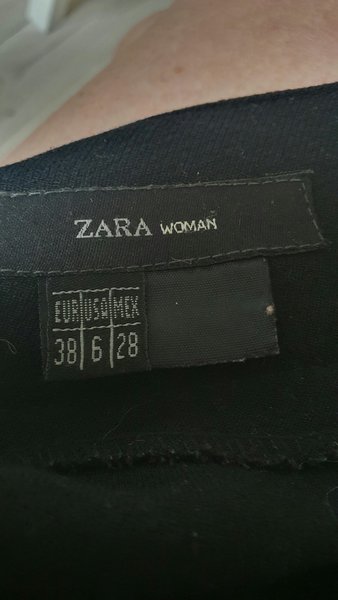 ZARA WOMAN
EUR USA MEX
38 6 28